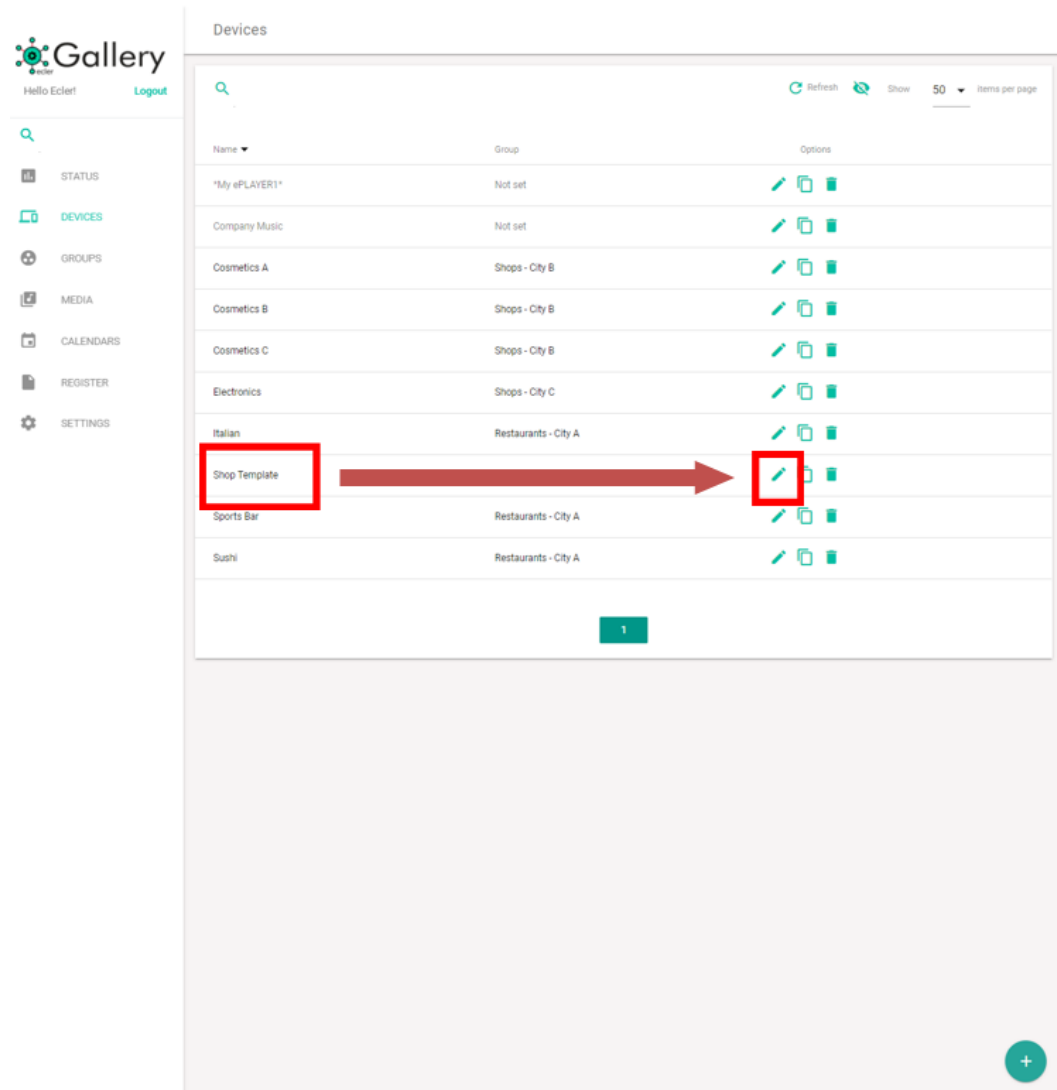 Devices
Gallery
ecler
Hello Ecler! Logout
Refresh Show 50 items per page
Name Group Options
STATUS
*My ePLAYER1* Not set
DEVICES
Company Music Not set
GROUPS
Cosmetics A Shops - City B
MEDIA
Cosmetics B Shops - City B
CALENDARS
Cosmetics C Shops - City B
REGISTER
Electronics Shops - City C
SETTINGS
Italian Restaurants - City A
Shop Template
Sports Bar Restaurants - City A
Sushi Restaurants - City A
1
+